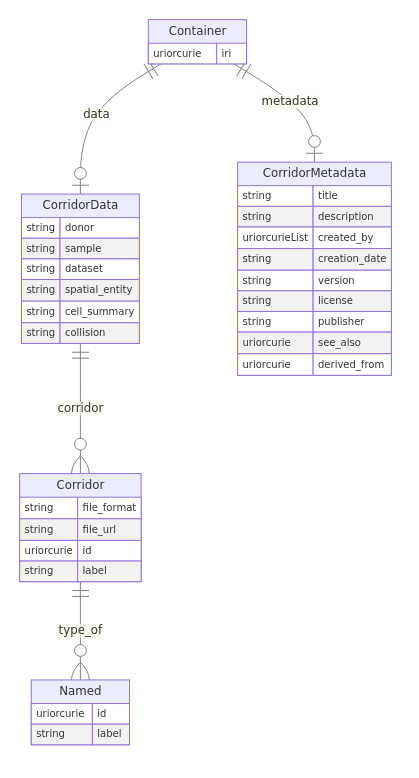 Container
uriorcurie iri
data
metadata
CorridorMetadata
string title
string description
uriorcurieList created_by
string creation_date
string version
string license
string publisher
uriorcurie see_also
uriorcurie derived_from
CorridorData
string donor
string sample
string dataset
string spatial_entity
string cell_summary
string collision
corridor
Corridor
string file_format
string file_url
uriorcurie id
string label
type_of
Named
uriorcurie id
string label